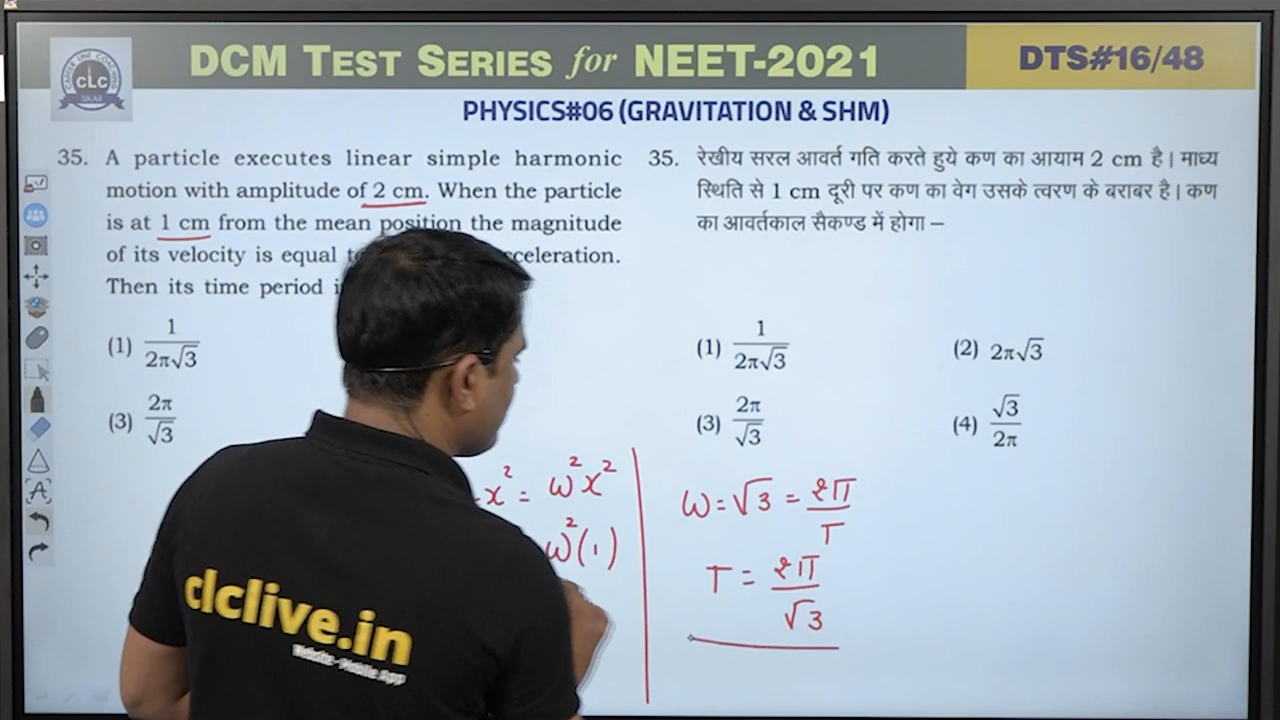 CLC
SIKAR
DCM TEST SERIES for NEET-2021
DTS#16/48
PHYSICS#06 (GRAVITATION & SHM)
35. A particle executes linear simple harmonic
motion with amplitude of 2 cm. When the particle
is at 1 cm from the mean position the magnitude
of its velocity is equal
Then its time period
(1) 1/2π√3
(3) 2π/√3
35. रेखीय सरल आवर्त गति करते हुये कण का आयाम 2 cm है। माध्य
स्थिति से 1 cm दूरी पर कण का वेग उसके त्वरण के बराबर है। कण
का आवर्तकाल सैकण्ड में होगा –
(1) 1/2π√3 (2) 2π√3
(3) 2π/√3 (4) √3/2π
x² = ω²x²
ω²(1)
ω = √3 = 2π/T
T = 2π/√3
clclive.in
Website - Mobile App